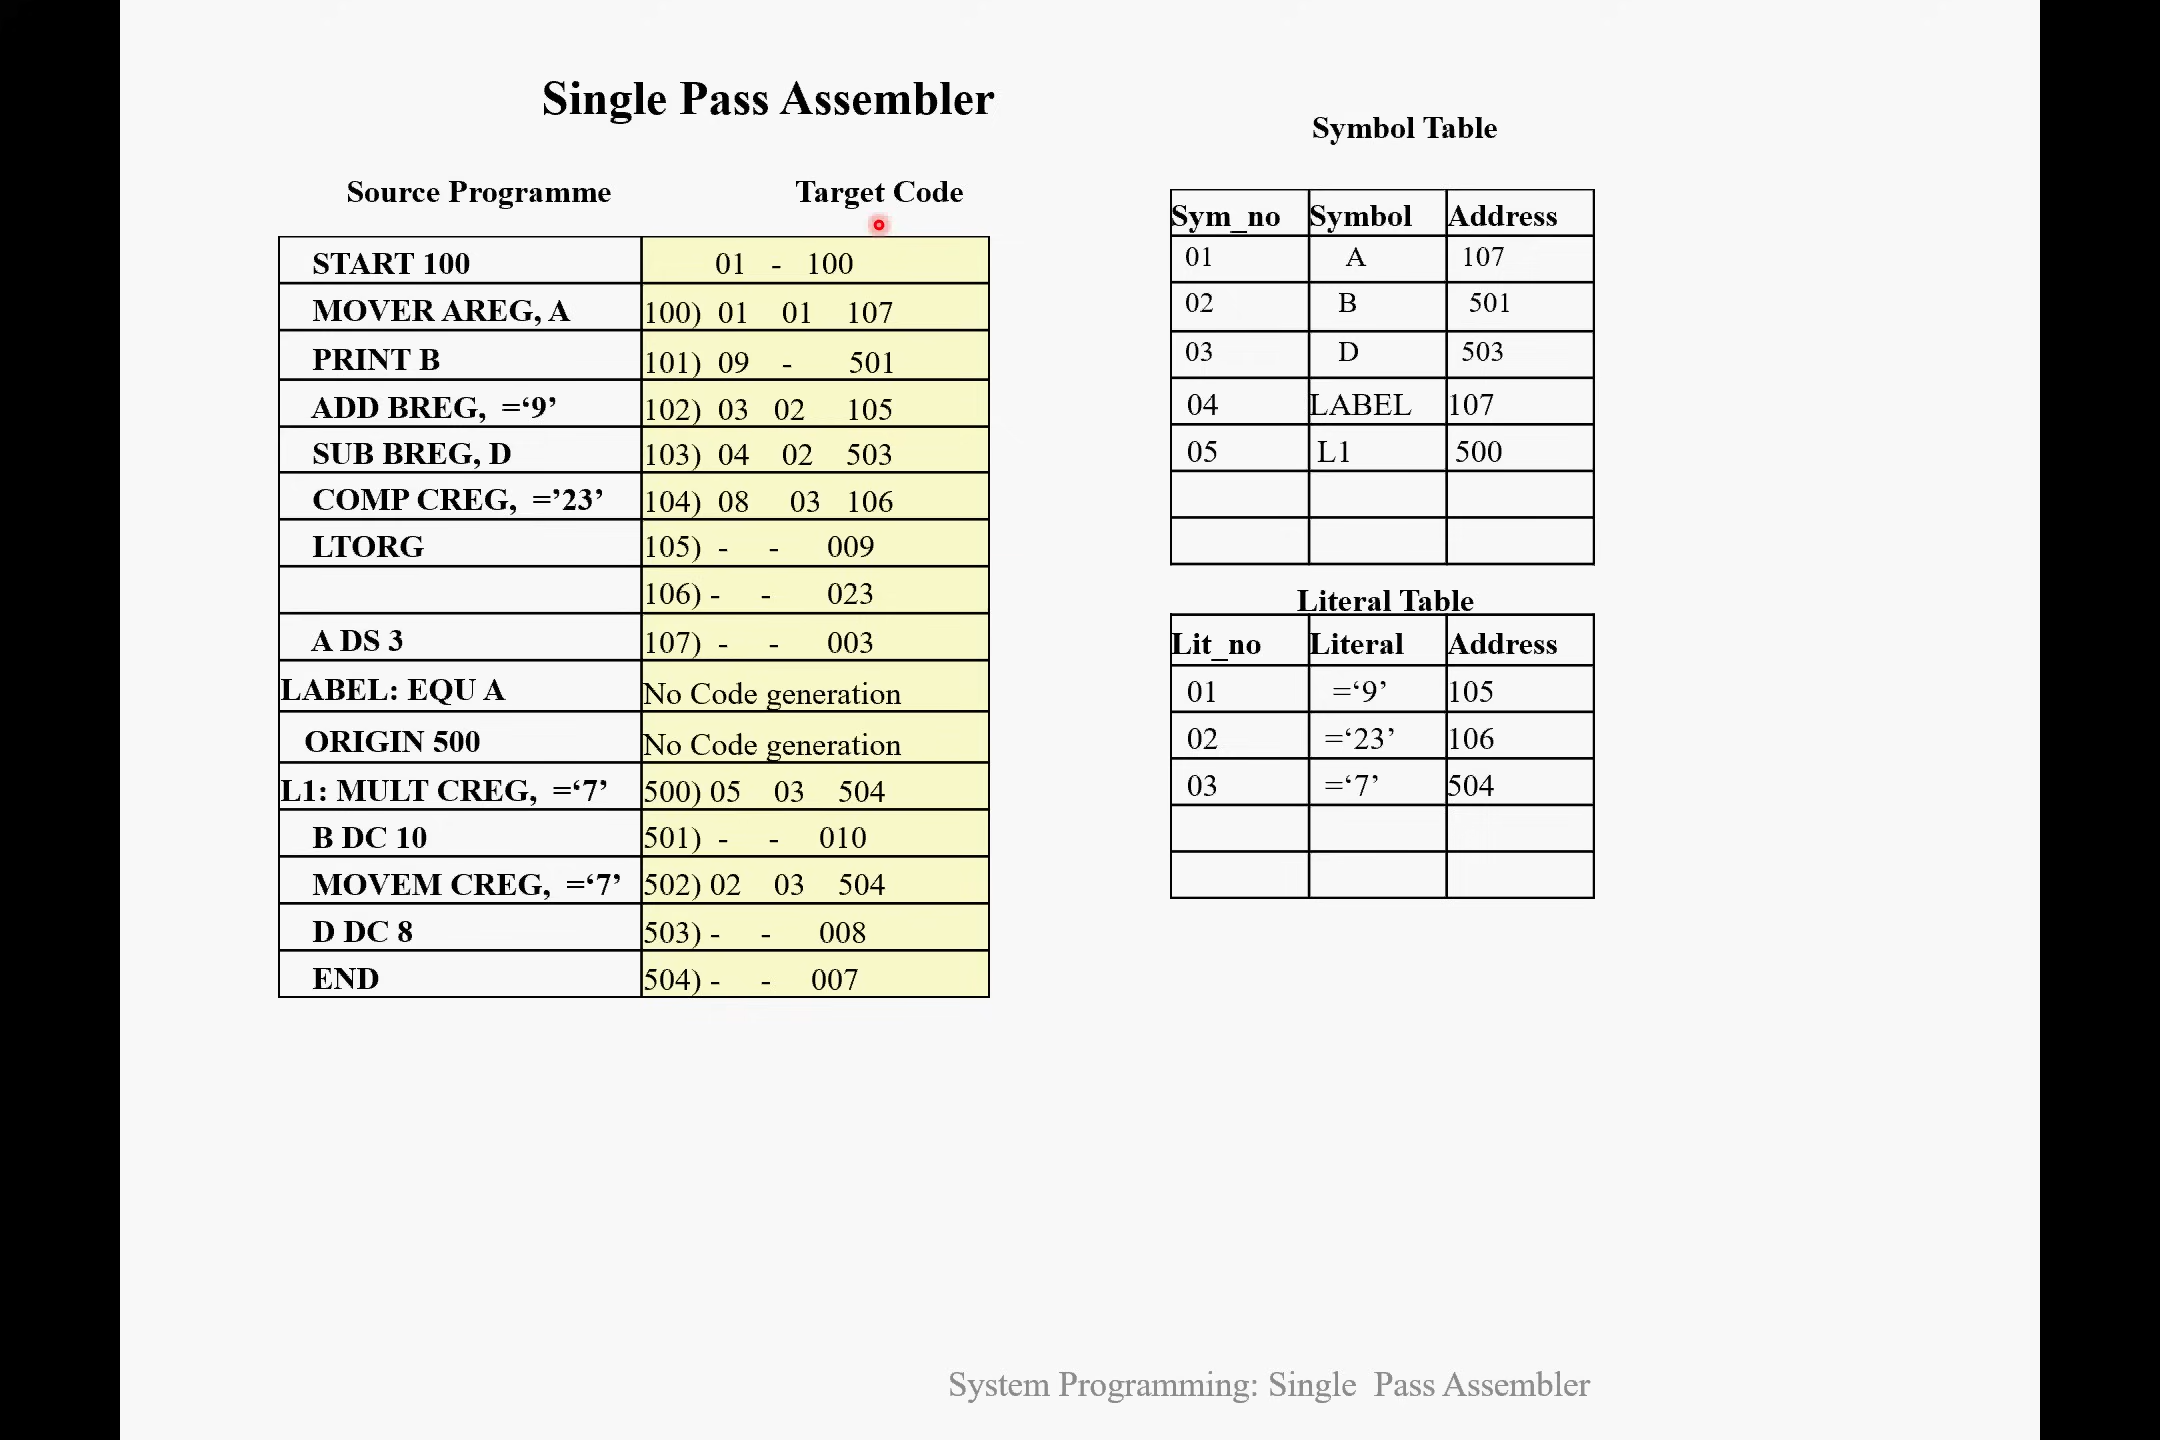 Single Pass Assembler
Source Programme Target Code
START 100 01 - 100
MOVER AREG, A 100) 01 01 107
PRINT B 101) 09 - 501
ADD BREG, =‘9’ 102) 03 02 105
SUB BREG, D 103) 04 02 503
COMP CREG, =’23’ 104) 08 03 106
LTORG 105) - - 009
106) - - 023
A DS 3 107) - - 003
LABEL: EQU A No Code generation
ORIGIN 500 No Code generation
L1: MULT CREG, =‘7’ 500) 05 03 504
B DC 10 501) - - 010
MOVEM CREG, =‘7’ 502) 02 03 504
D DC 8 503) - - 008
END 504) - - 007
Symbol Table
Sym_no Symbol Address
01 A 107
02 B 501
03 D 503
04 LABEL 107
05 L1 500
Literal Table
Lit_no Literal Address
01 =‘9’ 105
02 =‘23’ 106
03 =‘7’ 504
System Programming: Single Pass Assembler